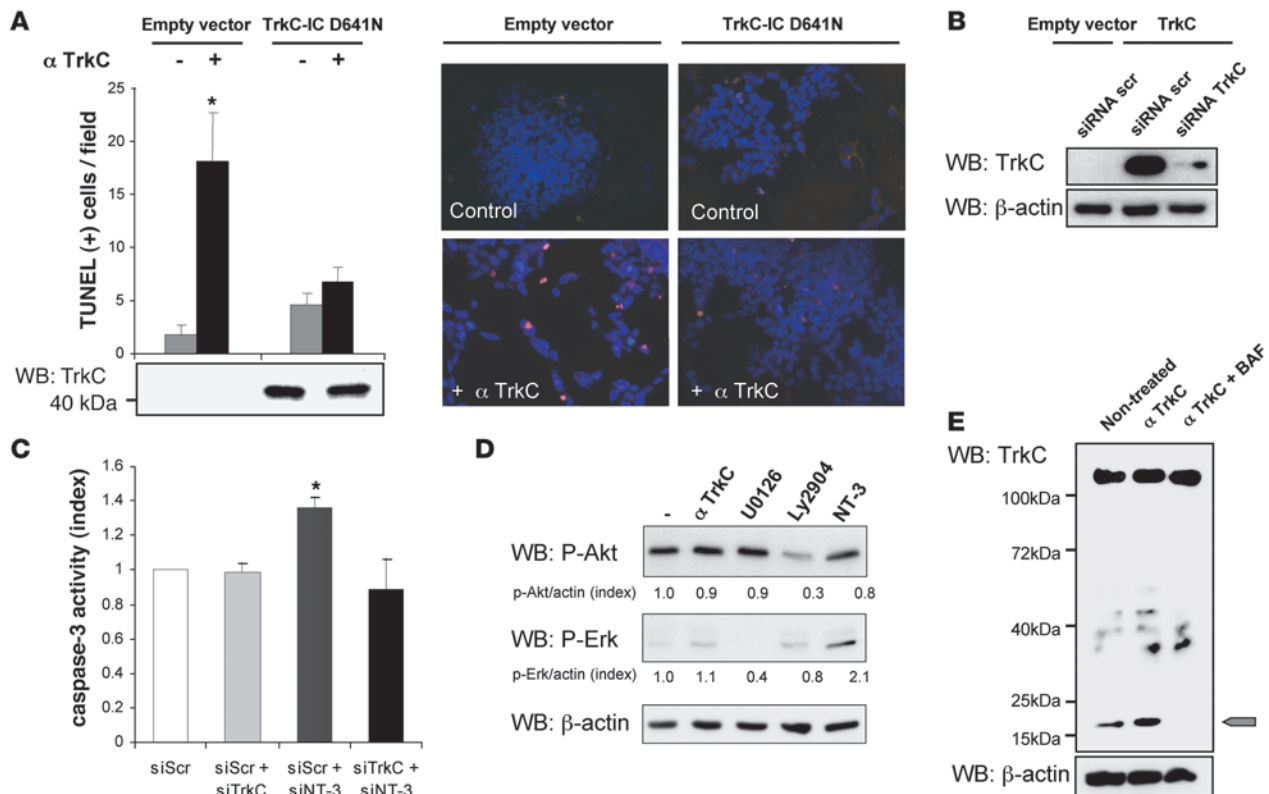 A
Empty vector TrkC-IC D641N
α TrkC - + - +
TUNEL (+) cells / field
25
20
15
10
5
0
*
WB: TrkC
40 kDa
Empty vector TrkC-IC D641N
Control Control
+ α TrkC + α TrkC
B
Empty vector TrkC
siRNA scr siRNA scr siRNA TrkC
WB: TrkC
WB: β-actin
C
caspase-3 activity (index)
1.6
1.4
1.2
1
0.8
0.6
0.4
0.2
0
*
siScr siScr + siScr + siTrkC +
siTrkC siNT-3 siNT-3
D
- α TrkC U0126 Ly2904 NT-3
WB: P-Akt
p-Akt/actin (index) 1.0 0.9 0.9 0.3 0.8
WB: P-Erk
p-Erk/actin (index) 1.0 1.1 0.4 0.8 2.1
WB: β-actin
E
Non-treated α TrkC α TrkC + BAF
WB: TrkC
100kDa
72kDa
40kDa
25kDa
15kDa
WB: β-actin